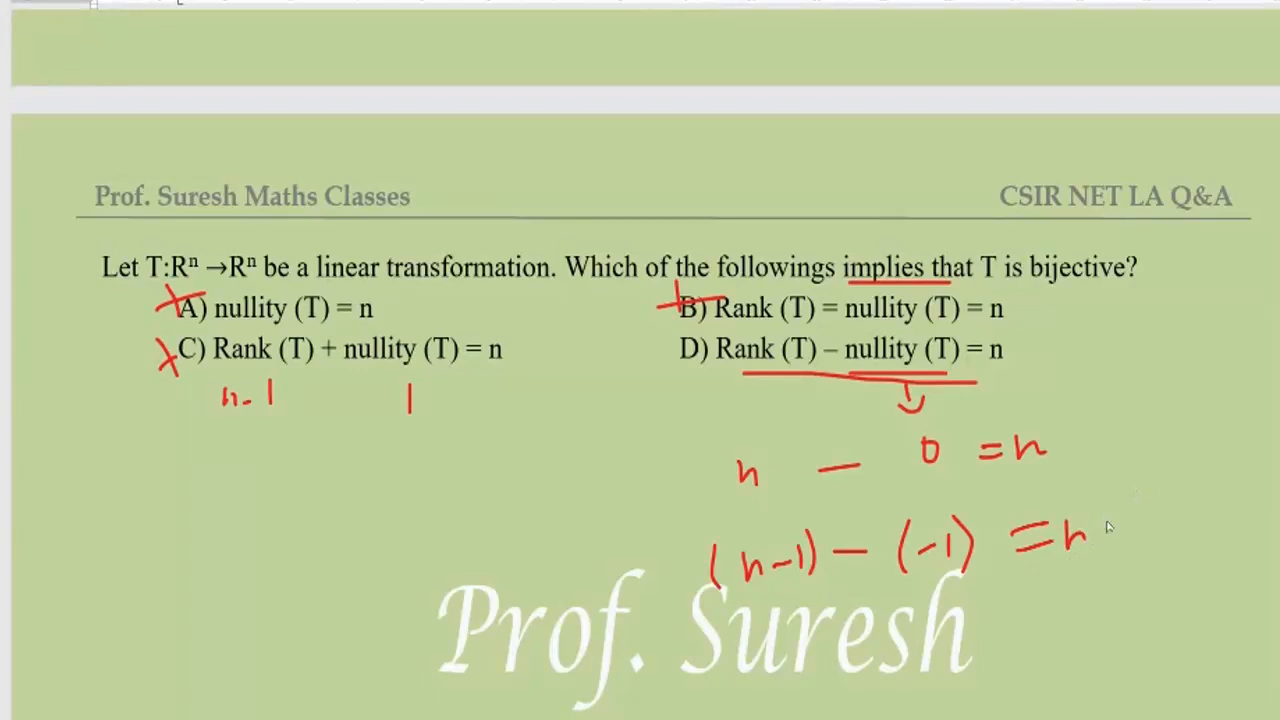 Prof. Suresh Maths Classes CSIR NET LA Q&A
Let T:Rⁿ →Rⁿ be a linear transformation. Which of the followings implies that T is bijective?
A) nullity (T) = n B) Rank (T) = nullity (T) = n
C) Rank (T) + nullity (T) = n D) Rank (T) – nullity (T) = n
n-1 1
n – 0 = n
(n-1) – (-1) = n
Prof. Suresh